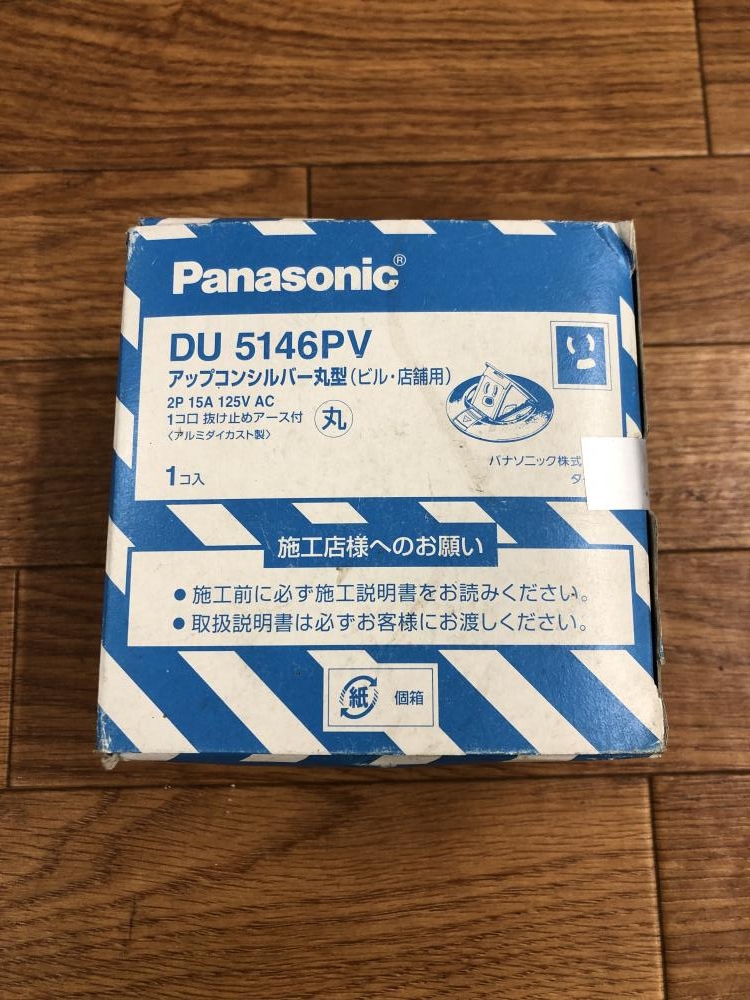 Panasonic®
DU 5146PV
アップコンシルバー丸型(ビル・店舗用)
2P 15A 125V AC
1コ口 抜け止めアース付
丸
〈アルミダイカスト製〉
パナソニック株式
1コ入
施工店様へのお願い
●施工前に必ず施工説明書をお読みください。
●取扱説明書は必ずお客様にお渡しください。
紙 個箱